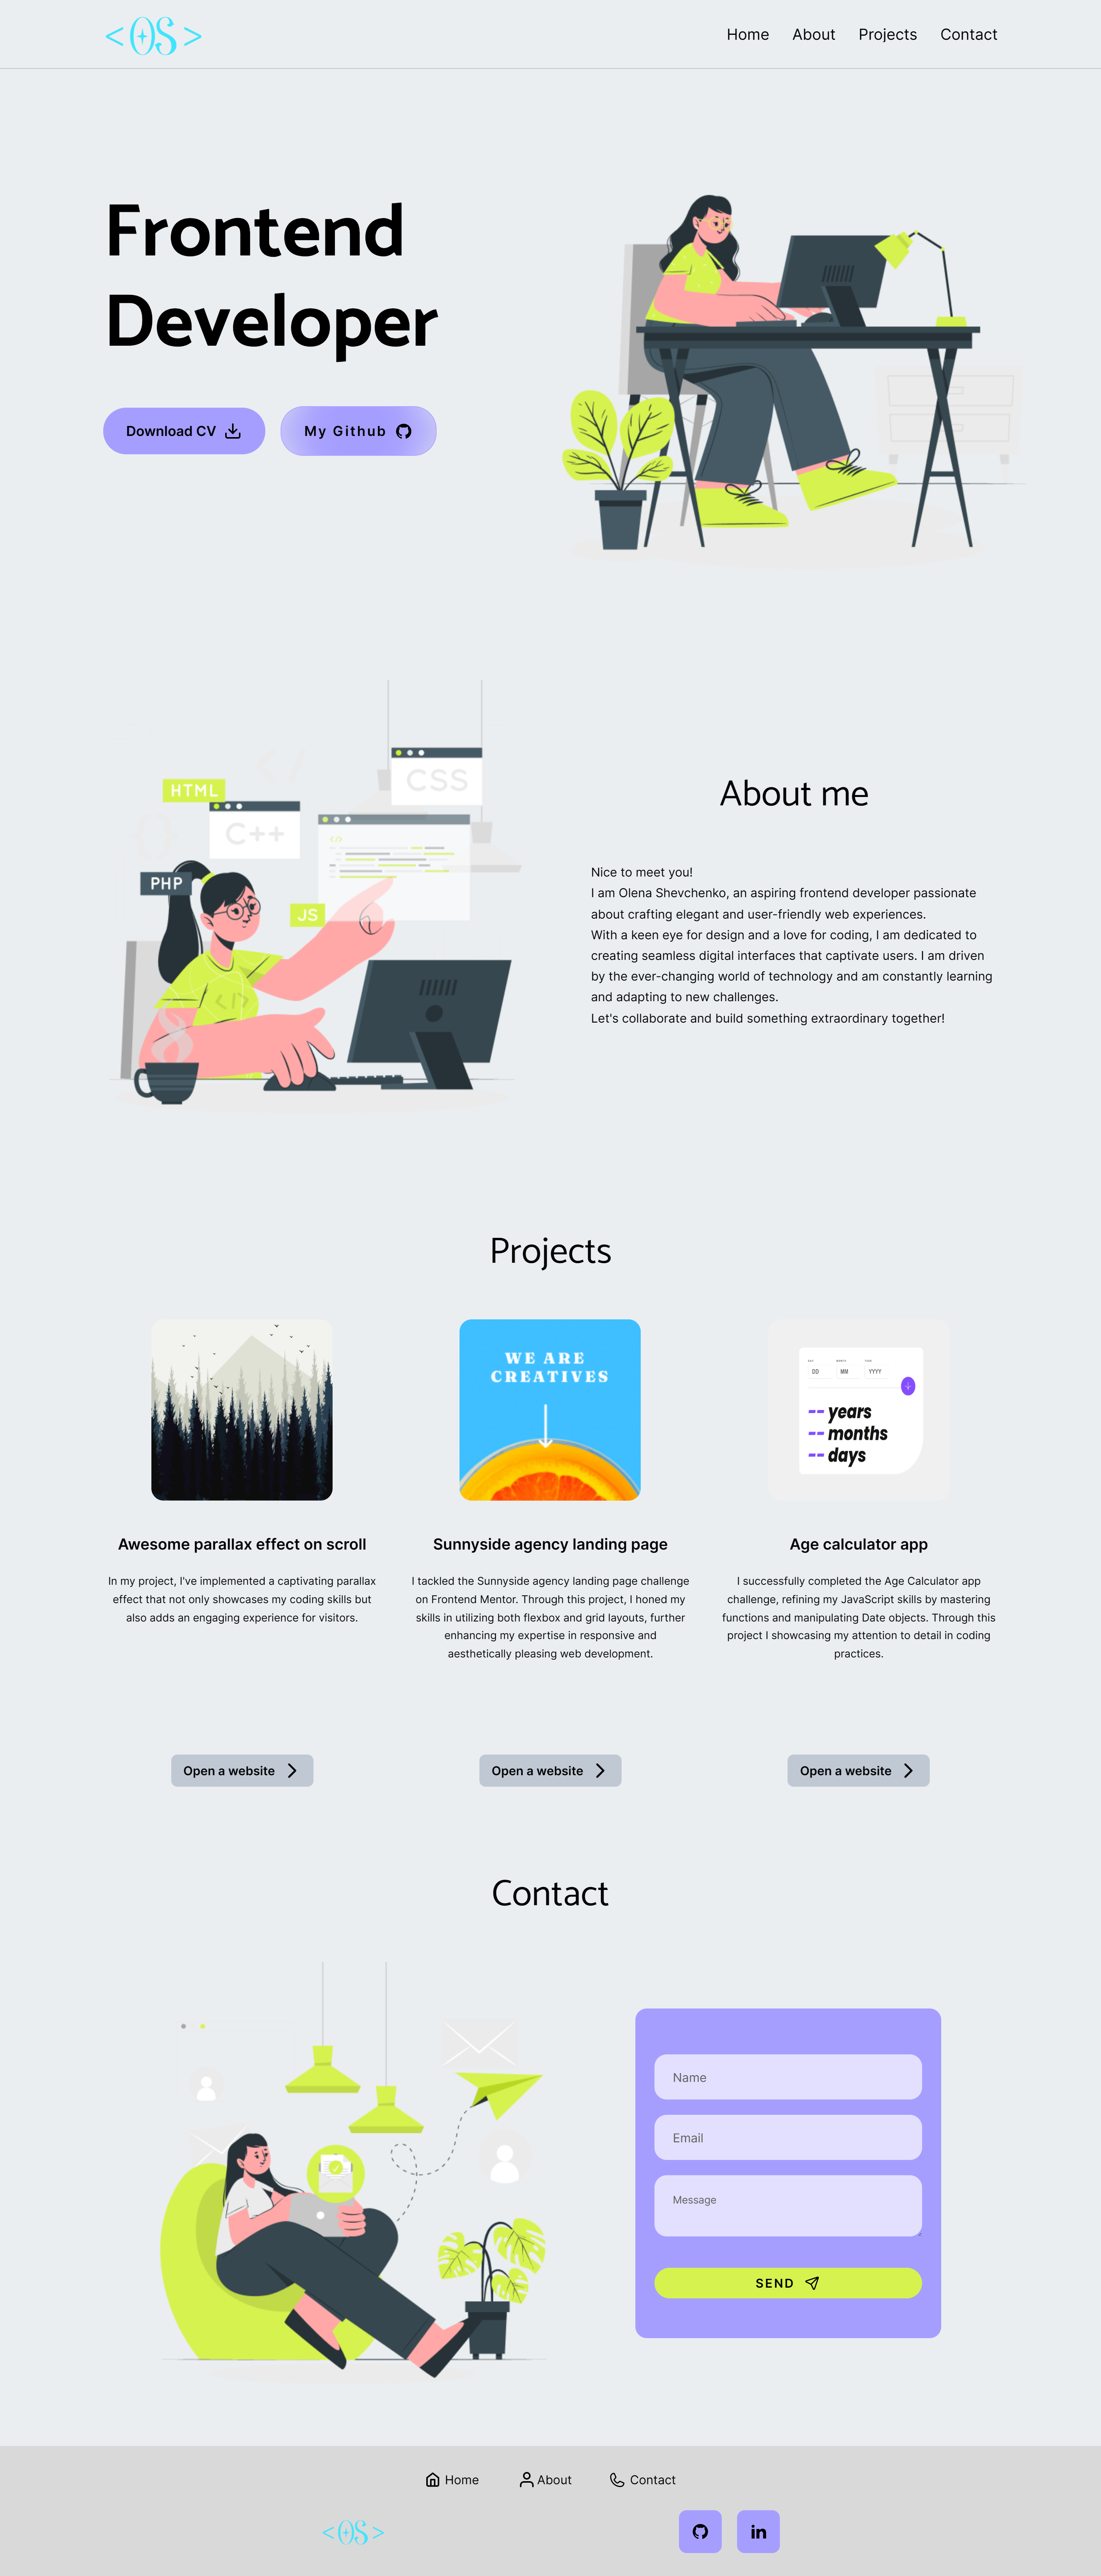 <OS>
Home About Projects Contact
Frontend
Developer
Download CV
My Github
CSS
HTML
C++
</>
PHP
JS
</>
About me
Nice to meet you!
I am Olena Shevchenko, an aspiring frontend developer passionate
about crafting elegant and user-friendly web experiences.
With a keen eye for design and a love for coding, I am dedicated to
creating seamless digital interfaces that captivate users. I am driven
by the ever-changing world of technology and am constantly learning
and adapting to new challenges.
Let's collaborate and build something extraordinary together!
Projects
WE ARE
CREATIVES
DAY MONTH YEAR
DD MM YYYY
-- years
-- months
-- days
Awesome parallax effect on scroll
In my project, I've implemented a captivating parallax
effect that not only showcases my coding skills but
also adds an engaging experience for visitors.
Open a website
Sunnyside agency landing page
I tackled the Sunnyside agency landing page challenge
on Frontend Mentor. Through this project, I honed my
skills in utilizing both flexbox and grid layouts, further
enhancing my expertise in responsive and
aesthetically pleasing web development.
Open a website
Age calculator app
I successfully completed the Age Calculator app
challenge, refining my JavaScript skills by mastering
functions and manipulating Date objects. Through this
project I showcasing my attention to detail in coding
practices.
Open a website
Contact
Name
Email
Message
SEND
Home About Contact
<OS>
in